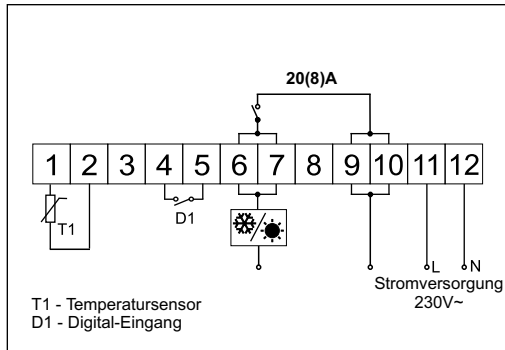 20(8)A
1 2 3 4 5 6 7 8 9 10 11 12
T1
D1
L
N
Stromversorgung
230V~
T1 - Temperatursensor
D1 - Digital-Eingang